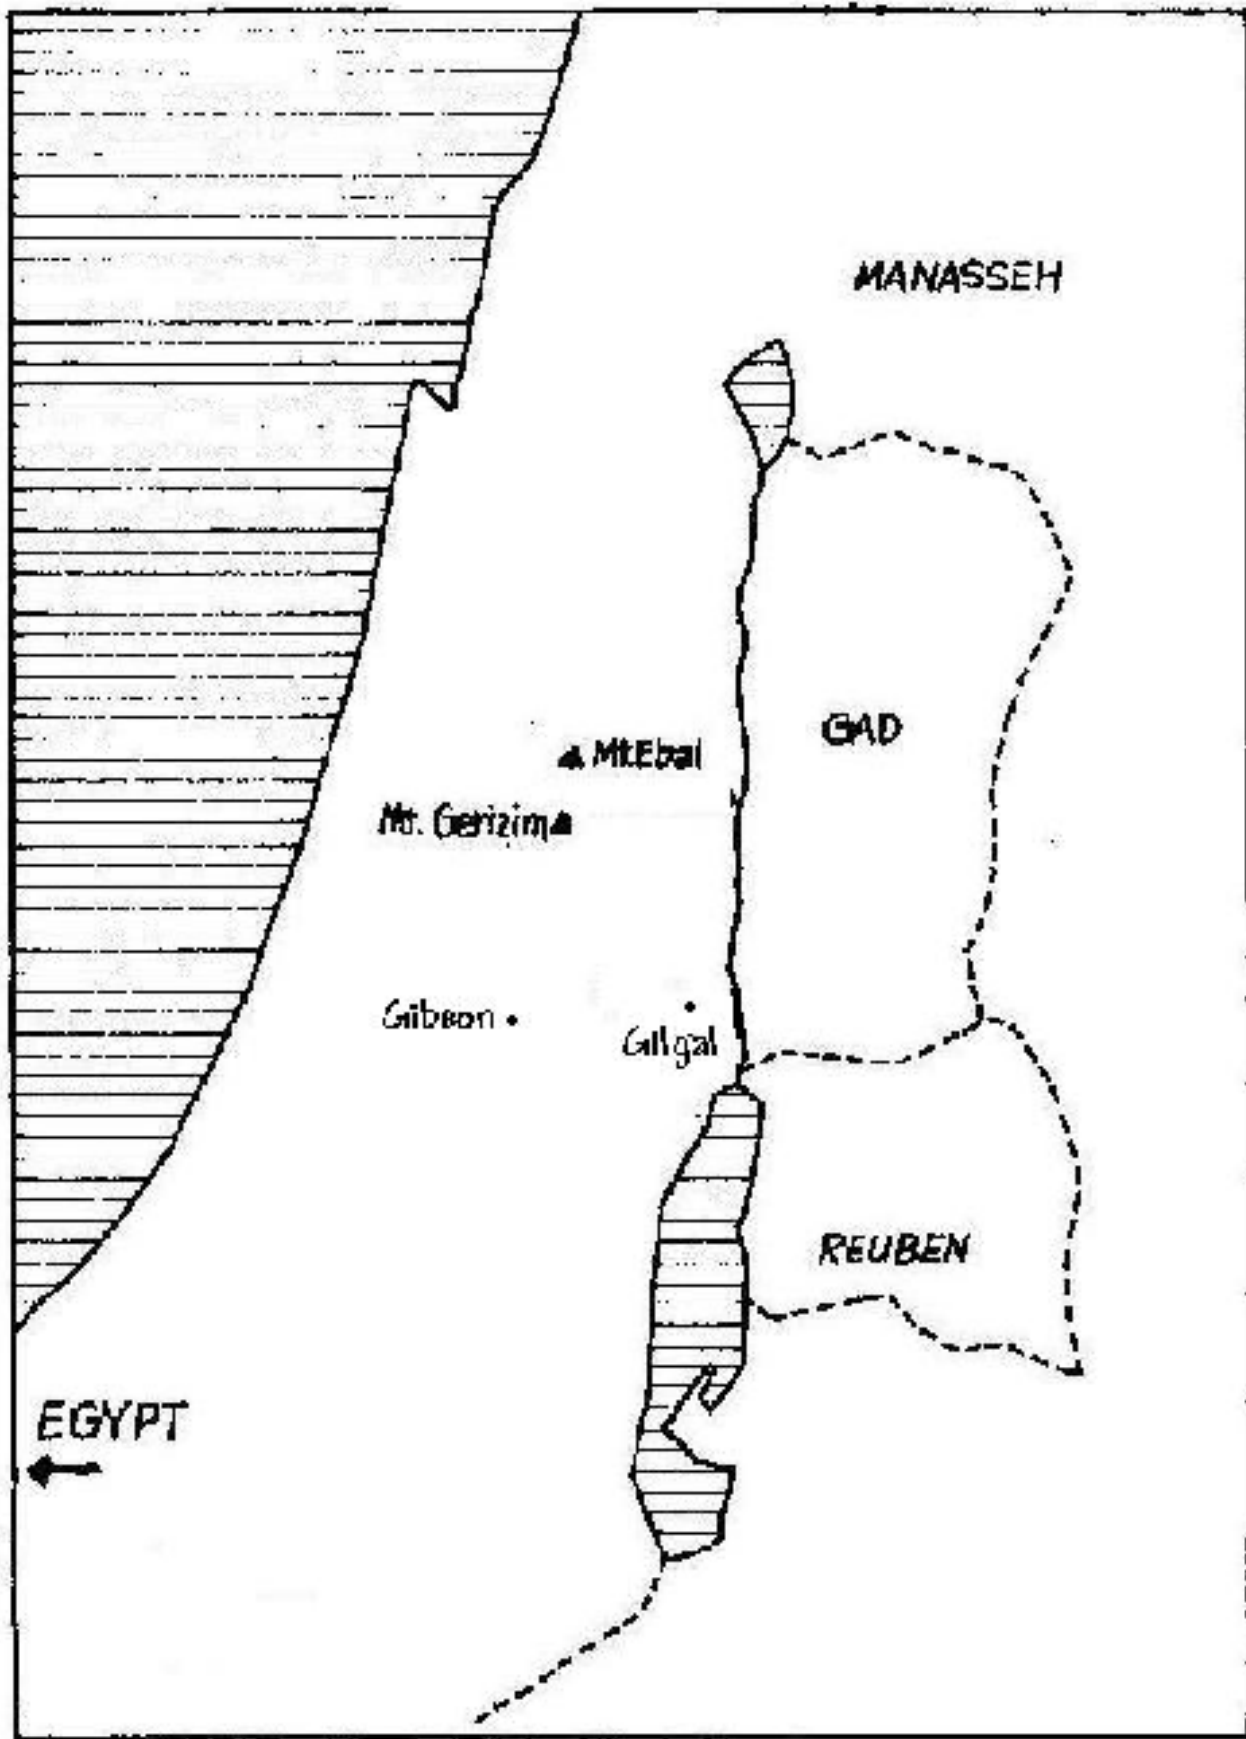 MANASSEH
GAD
Mt.Ebal
Mt. Gerizim
Gibeon
Gilgal
REUBEN
EGYPT